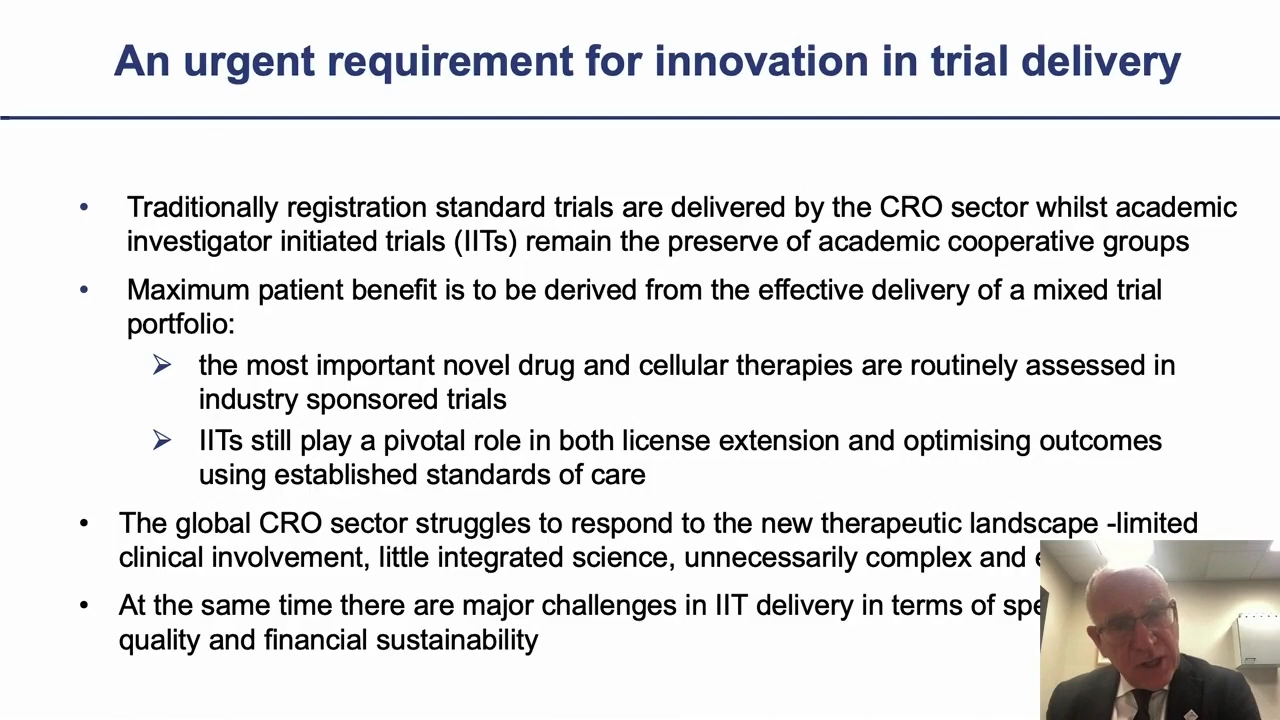 An urgent requirement for innovation in trial delivery
• Traditionally registration standard trials are delivered by the CRO sector whilst academic
investigator initiated trials (IITs) remain the preserve of academic cooperative groups
• Maximum patient benefit is to be derived from the effective delivery of a mixed trial
portfolio:
➢ the most important novel drug and cellular therapies are routinely assessed in
industry sponsored trials
➢ IITs still play a pivotal role in both license extension and optimising outcomes
using established standards of care
• The global CRO sector struggles to respond to the new therapeutic landscape -limited
clinical involvement, little integrated science, unnecessarily complex and
• At the same time there are major challenges in IIT delivery in terms of
quality and financial sustainability